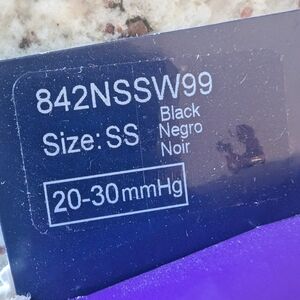 842NSSW99
Black
Size: SS Negro
Noir
20-30mmHg